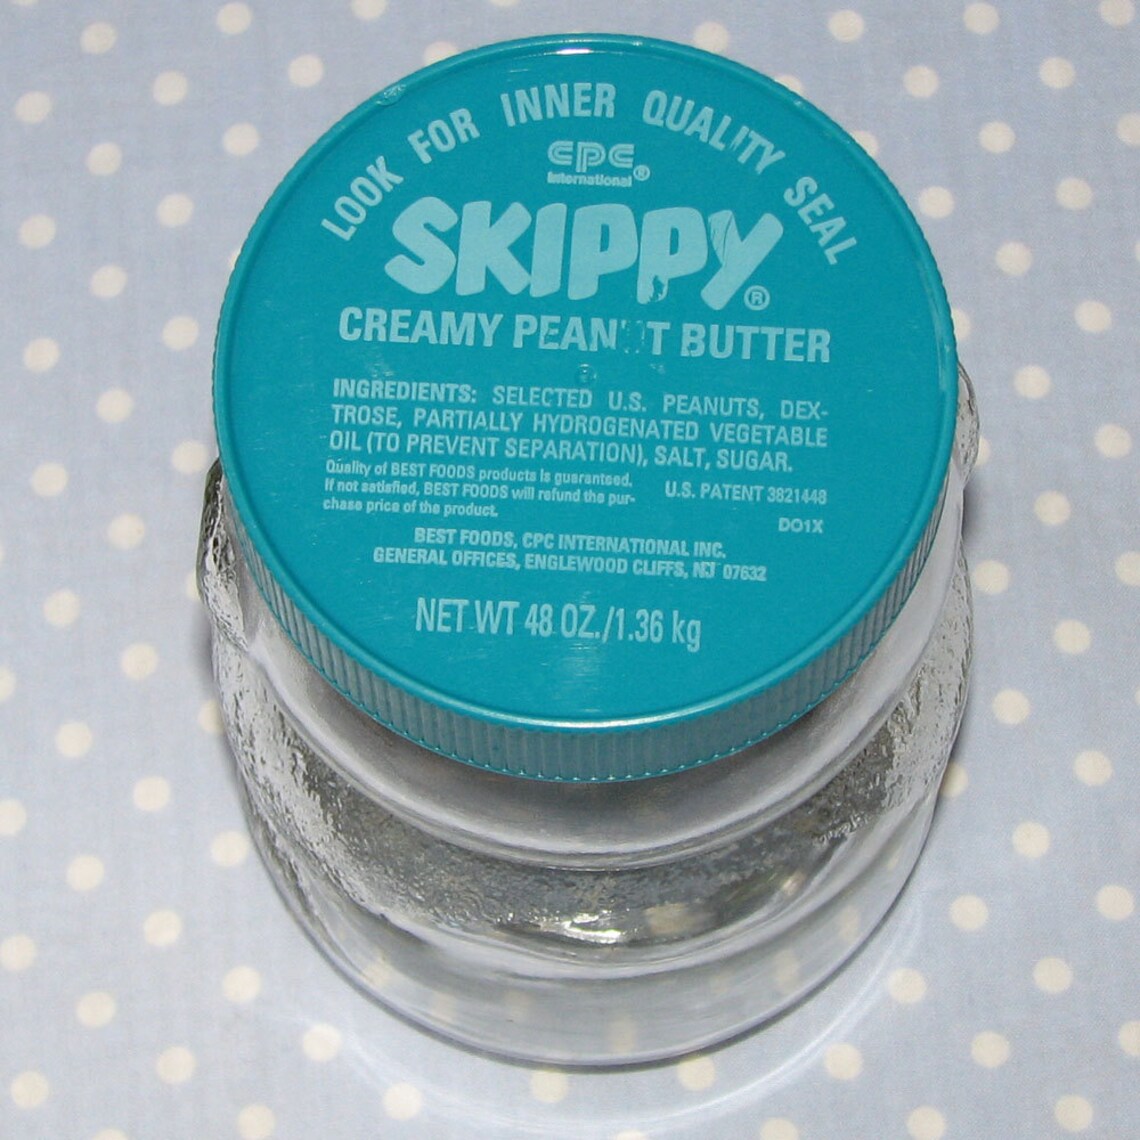 LOOK FOR INNER QUALITY SEAL
CPC
International®
SKIPPY®
CREAMY PEANUT BUTTER
INGREDIENTS: SELECTED U.S. PEANUTS, DEX-
TROSE, PARTIALLY HYDROGENATED VEGETABLE
OIL (TO PREVENT SEPARATION), SALT, SUGAR.
Quality of BEST FOODS products is guaranteed.
If not satisfied, BEST FOODS will refund the pur-
chase price of the product.
U.S. PATENT 3821448
DO1X
BEST FOODS, CPC INTERNATIONAL INC.
GENERAL OFFICES, ENGLEWOOD CLIFFS, NJ 07632
NET WT 48 OZ./1.36 kg